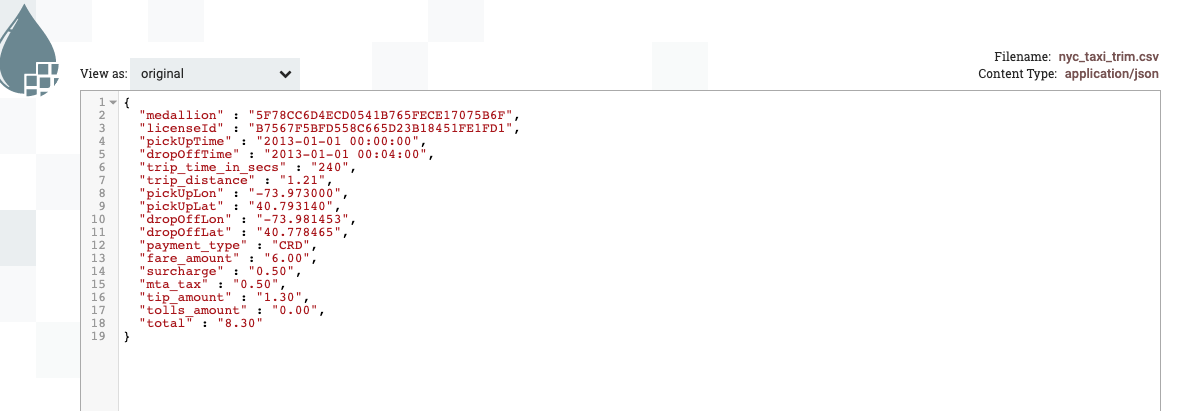 Filename: nyc_taxi_trim.csv
View as: original
Content Type: application/json
1 {
2 "medallion" : "5F78CC6D4ECD0541B765FECE17075B6F",
3 "licenseId" : "B7567F5BFD558C665D23B18451FE1FD1",
4 "pickUpTime" : "2013-01-01 00:00:00",
5 "dropOffTime" : "2013-01-01 00:04:00",
6 "trip_time_in_secs" : "240",
7 "trip_distance" : "1.21",
8 "pickUpLon" : "-73.973000",
9 "pickUpLat" : "40.793140",
10 "dropOffLon" : "-73.981453",
11 "dropOffLat" : "40.778465",
12 "payment_type" : "CRD",
13 "fare_amount" : "6.00",
14 "surcharge" : "0.50",
15 "mta_tax" : "0.50",
16 "tip_amount" : "1.30",
17 "tolls_amount" : "0.00",
18 "total" : "8.30"
19 }